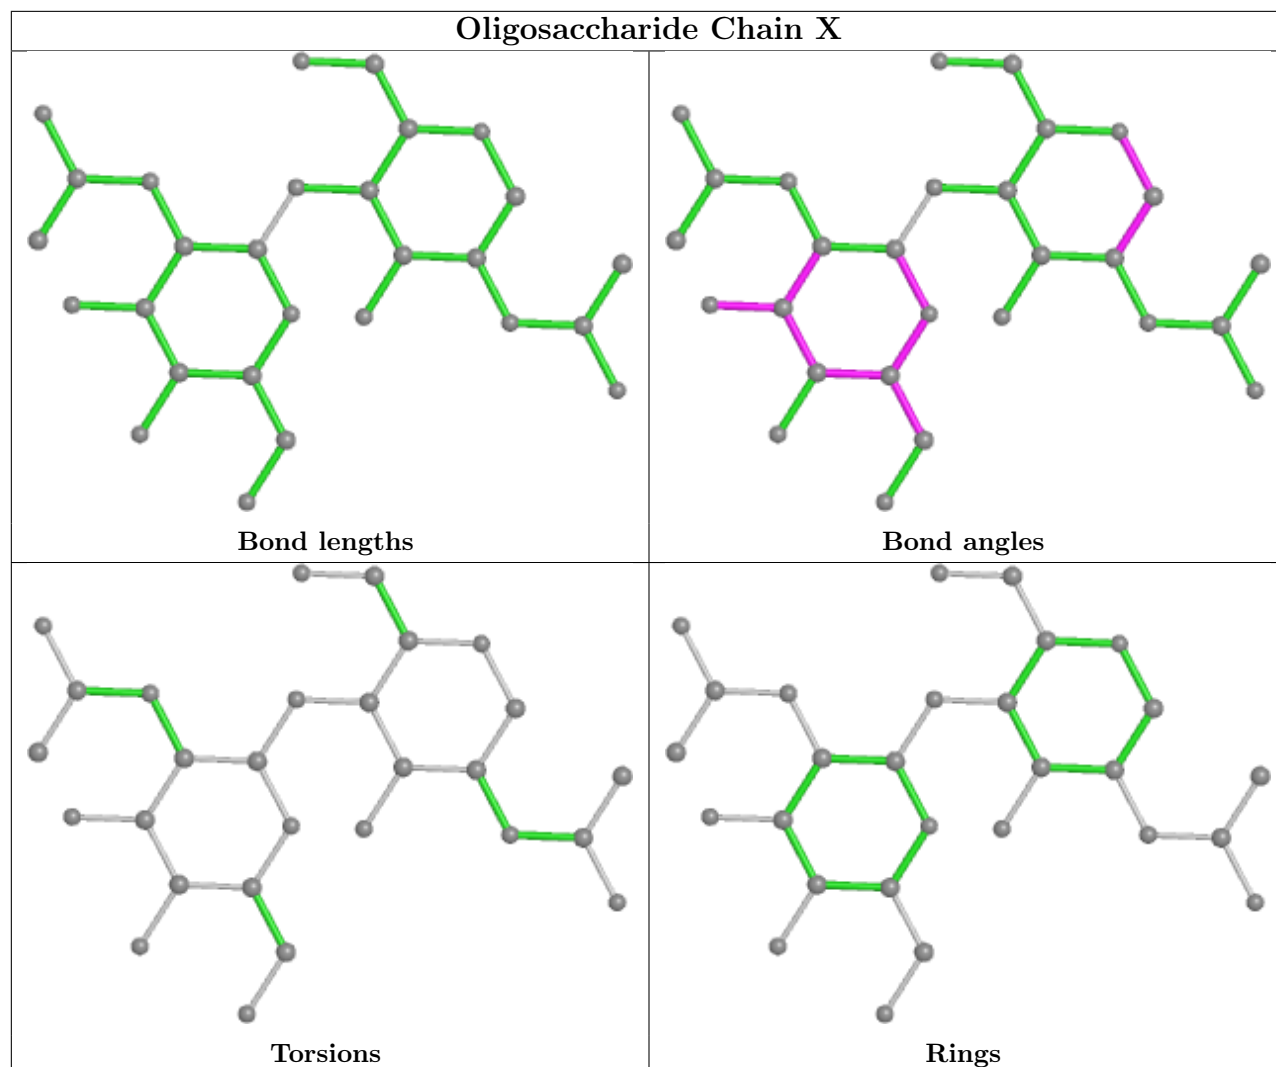 Oligosaccharide Chain X
Bond lengths
Bond angles
Torsions
Rings